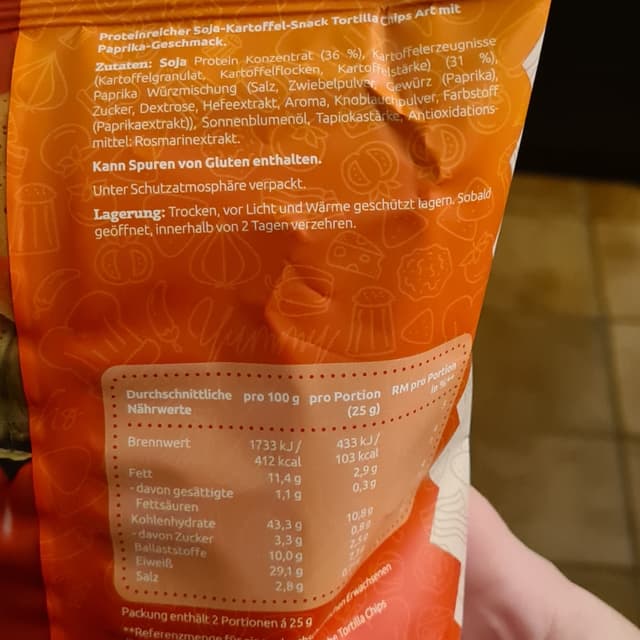 Proteinreicher Soja-Kartoffel-Snack Tortilla Chips Art mit
Paprika-Geschmack.
Zutaten: Soja Protein Konzentrat (36 %), Kartoffelerzeugnisse
(Kartoffelgranulat, Kartoffelflocken, Kartoffelstärke) (31 %),
Paprika Würzmischung (Salz, Zwiebelpulver, Gewürz (Paprika),
Zucker, Dextrose, Hefeextrakt, Aroma, Knoblauchpulver, Farbstoff
(Paprikaextrakt)), Sonnenblumenöl, Tapiokastärke, Antioxidations-
mittel: Rosmarinextrakt.
Kann Spuren von Gluten enthalten.
Unter Schutzatmosphäre verpackt.
Lagerung: Trocken, vor Licht und Wärme geschützt lagern. Sobald
geöffnet, innerhalb von 2 Tagen verzehren.
Yummy!
Durchschnittliche pro 100 g pro Portion RM pro Portion
Nährwerte (25 g) in %**
Brennwert 1733 kJ/ 433 kJ/
412 kcal 103 kcal
Fett 11,4 g 2,9 g
- davon gesättigte 1,1 g 0,3 g
Fettsäuren
Kohlenhydrate 43,3 g 10,8 g
- davon Zucker 3,3 g 0,8 g
Ballaststoffe 10,0 g 2,5 g
Eiweiß 29,1 g
Salz 2,8 g
Packung enthält 2 Portionen á 25 g
**Referenzmenge für Erwachsenen
Tortilla Chips